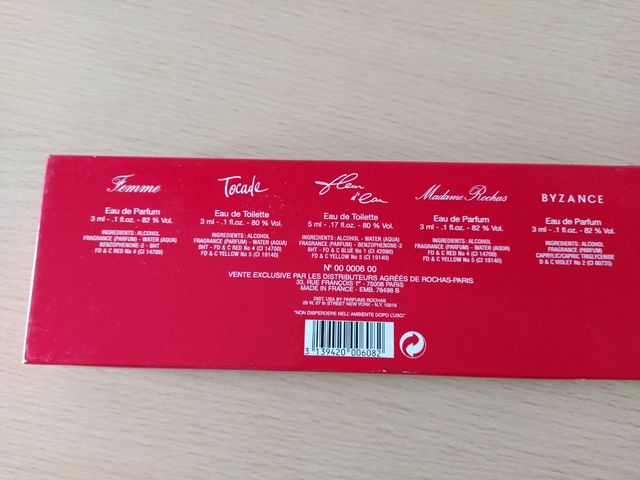 Femme
Eau de Parfum
3 ml - .1 fl.oz. - 82 % Vol.
INGREDIENTS: ALCOHOL
FRAGRANCE (PARFUM) - WATER (AQUA)
BENZOPHENONE-2 - BHT
FD & C RED No 4 (CI 14700)
Tocade
Eau de Toilette
3 ml - .1 fl.oz. - 80 % Vol.
INGREDIENTS: ALCOHOL
FRAGRANCE (PARFUM) - WATER (AQUA)
BHT - FD & C RED No 4 (CI 14700)
FD & C YELLOW No 5 (CI 19140)
fleur d'eau
Eau de Toilette
5 ml - .17 fl.oz. - 80 % Vol.
INGREDIENTS: ALCOHOL - WATER (AQUA)
FRAGRANCE (PARFUM) - BENZOPHENONE-2
BHT - FD & C BLUE No 1 (CI 42090)
FD & C YELLOW No 5 (CI 19140)
Madame Rochas
Eau de Parfum
3 ml - .1 fl.oz. - 82 % Vol.
INGREDIENTS: ALCOHOL
FRAGRANCE (PARFUM) - WATER (AQUA)
FD & C RED No 4 (CI 14700)
FD & C YELLOW No 5 (CI 19140)
BYZANCE
Eau de Parfum
3 ml - .1 fl.oz. - 82 % Vol.
INGREDIENTS: ALCOHOL
FRAGRANCE (PARFUM)
CAPRYLIC/CAPRIC TRIGLYCERIDE
D & C VIOLET No 2 (CI 60725)
N° 00 0006 00
VENTE EXCLUSIVE PAR LES DISTRIBUTEURS AGRÉÉS DE ROCHAS-PARIS
33, RUE FRANÇOIS 1er - 75008 PARIS
MADE IN FRANCE - EMB. 78498 B
DIST. USA BY PARFUMS ROCHAS
29 W, 57 th STREET NEW YORK - N.Y. 10019
"NON DISPERDERE NELL' AMBIENTE DOPO L'USO."
3 139420 006082